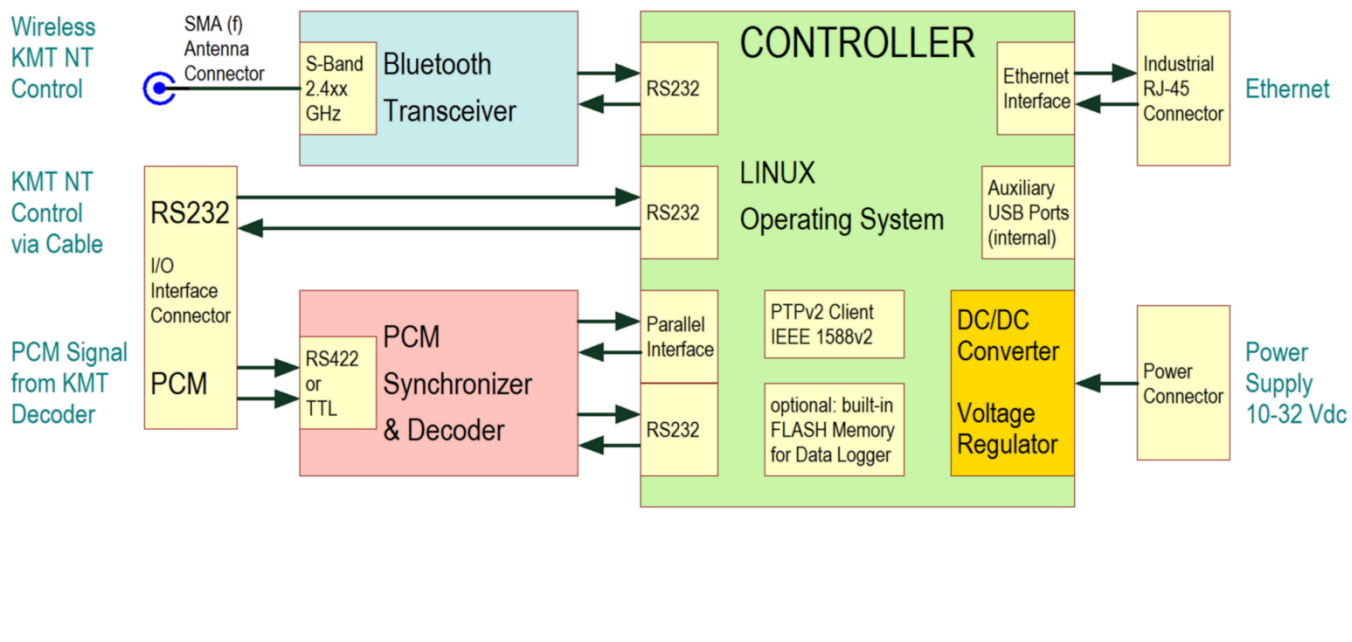 Wireless
KMT NT
Control
SMA (f)
Antenna
Connector
S-Band
2.4xx
GHz
Bluetooth
Transceiver
RS232
CONTROLLER
Ethernet
Interface
Industrial
RJ-45
Connector
Ethernet
KMT NT
Control
via Cable
RS232
I/O
Interface
Connector
PCM
RS232
LINUX
Operating System
Auxiliary
USB Ports
(internal)
PCM Signal
from KMT
Decoder
RS422
or
TTL
PCM
Synchronizer
& Decoder
Parallel
Interface
RS232
PTPv2 Client
IEEE 1588v2
optional: built-in
FLASH Memory
for Data Logger
DC/DC
Converter
Voltage
Regulator
Power
Connector
Power
Supply
10-32 Vdc